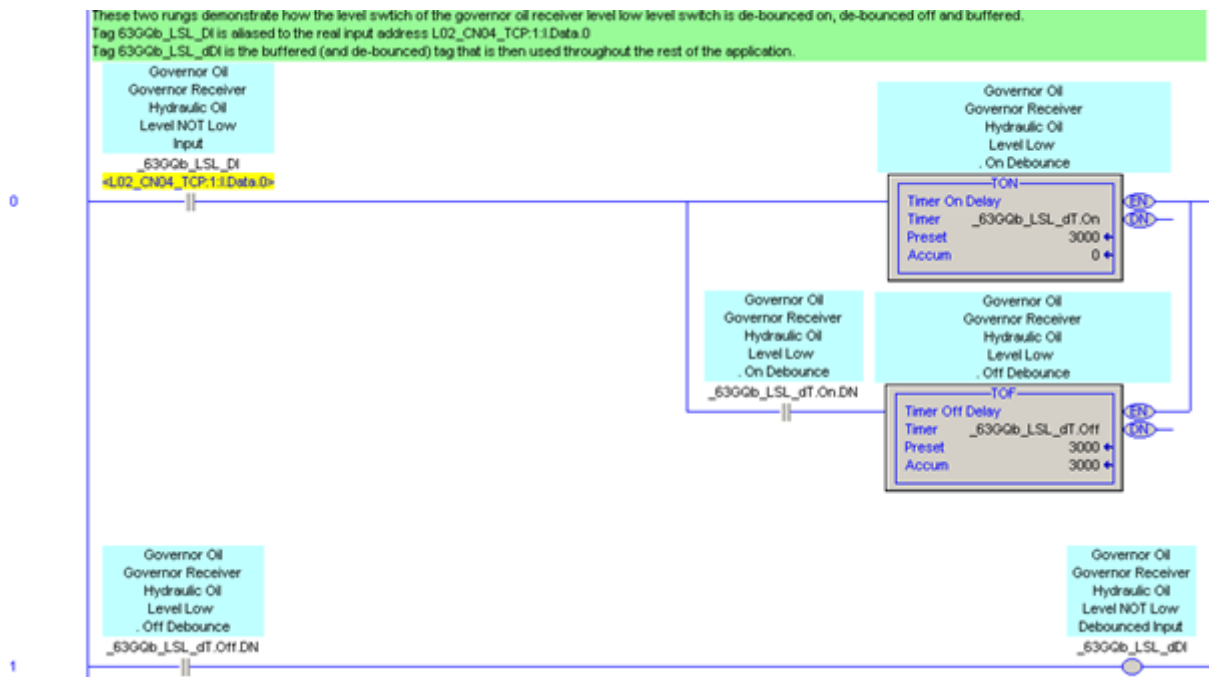 These two rungs demonstrate how the level swtich of the governor oil receiver level low level switch is de-bounced on, de-bounced off and buffered.
Tag 63GQb_LSL_DI is aliased to the real input address L02_CN04_TCP:1:I.Data.0
Tag 63GQb_LSL_dDI is the buffered (and de-bounced) tag that is then used throughout the rest of the application.
Governor Oil
Governor Receiver
Hydraulic Oil
Level NOT Low
Input
_63GQb_LSL_DI
<L02_CN04_TCP:1:I.Data.0>
Governor Oil
Governor Receiver
Hydraulic Oil
Level Low
. On Debounce
0
TON
Timer On Delay
Timer _63GQb_LSL_dT.On
Preset 3000
Accum 0
EN
DN
Governor Oil
Governor Receiver
Hydraulic Oil
Level Low
. On Debounce
_63GQb_LSL_dT.On.DN
Governor Oil
Governor Receiver
Hydraulic Oil
Level Low
. Off Debounce
TOF
Timer Off Delay
Timer _63GQb_LSL_dT.Off
Preset 3000
Accum 3000
EN
DN
Governor Oil
Governor Receiver
Hydraulic Oil
Level Low
. Off Debounce
_63GQb_LSL_dT.Off.DN
Governor Oil
Governor Receiver
Hydraulic Oil
Level NOT Low
Debounced Input
_63GQb_LSL_dDI
1